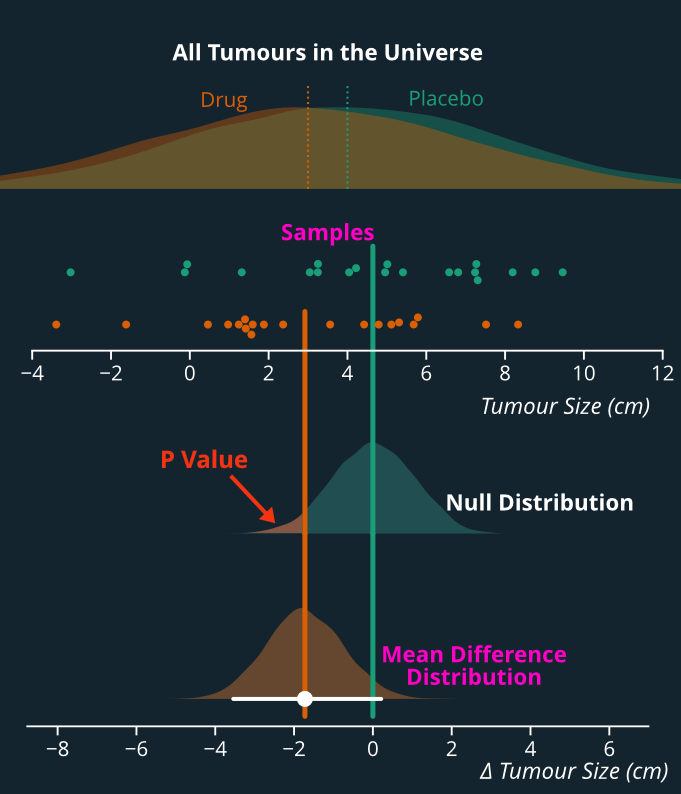 All Tumours in the Universe
Drug
Placebo
Samples
−4 −2 0 2 4 6 8 10 12
Tumour Size (cm)
P Value
Null Distribution
Mean Difference
Distribution
−8 −6 −4 −2 0 2 4 6
Δ Tumour Size (cm)